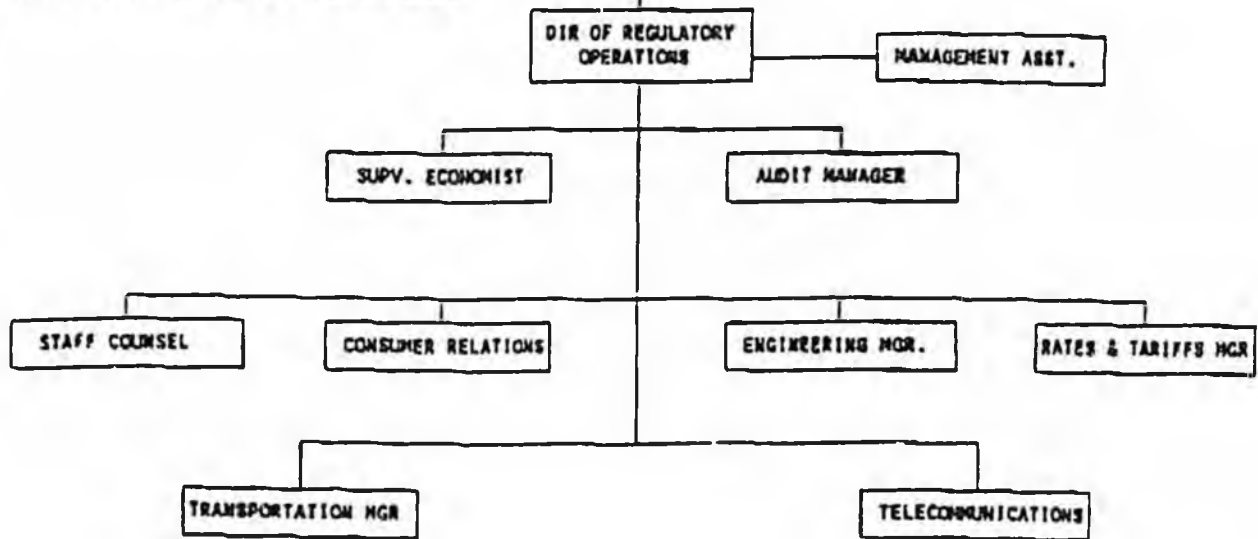 DIR OF REGULATORY
OPERATIONS
MANAGEMENT ASST.
SUPV. ECONOMIST
AUDIT MANAGER
STAFF COUNSEL
CONSUMER RELATIONS
ENGINEERING MGR.
RATES & TARIFFS MGR
TRANSPORTATION MGR
TELECOMMUNICATIONS